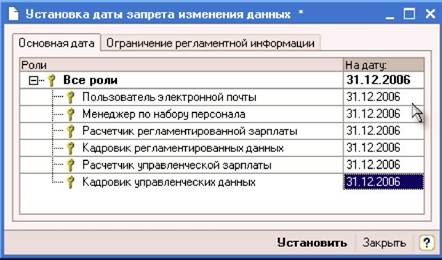 Установка даты запрета изменения данных *
Основная дата Ограничение регламентной информации
Роли На дату:
Все роли 31.12.2006
Пользователь электронной почты 31.12.2006
Менеджер по набору персонала 31.12.2006
Расчетчик регламентированной зарплаты 31.12.2006
Кадровик регламентированных данных 31.12.2006
Расчетчик управленческой зарплаты 31.12.2006
Кадровик управленческих данных 31.12.2006
Установить Закрыть ?